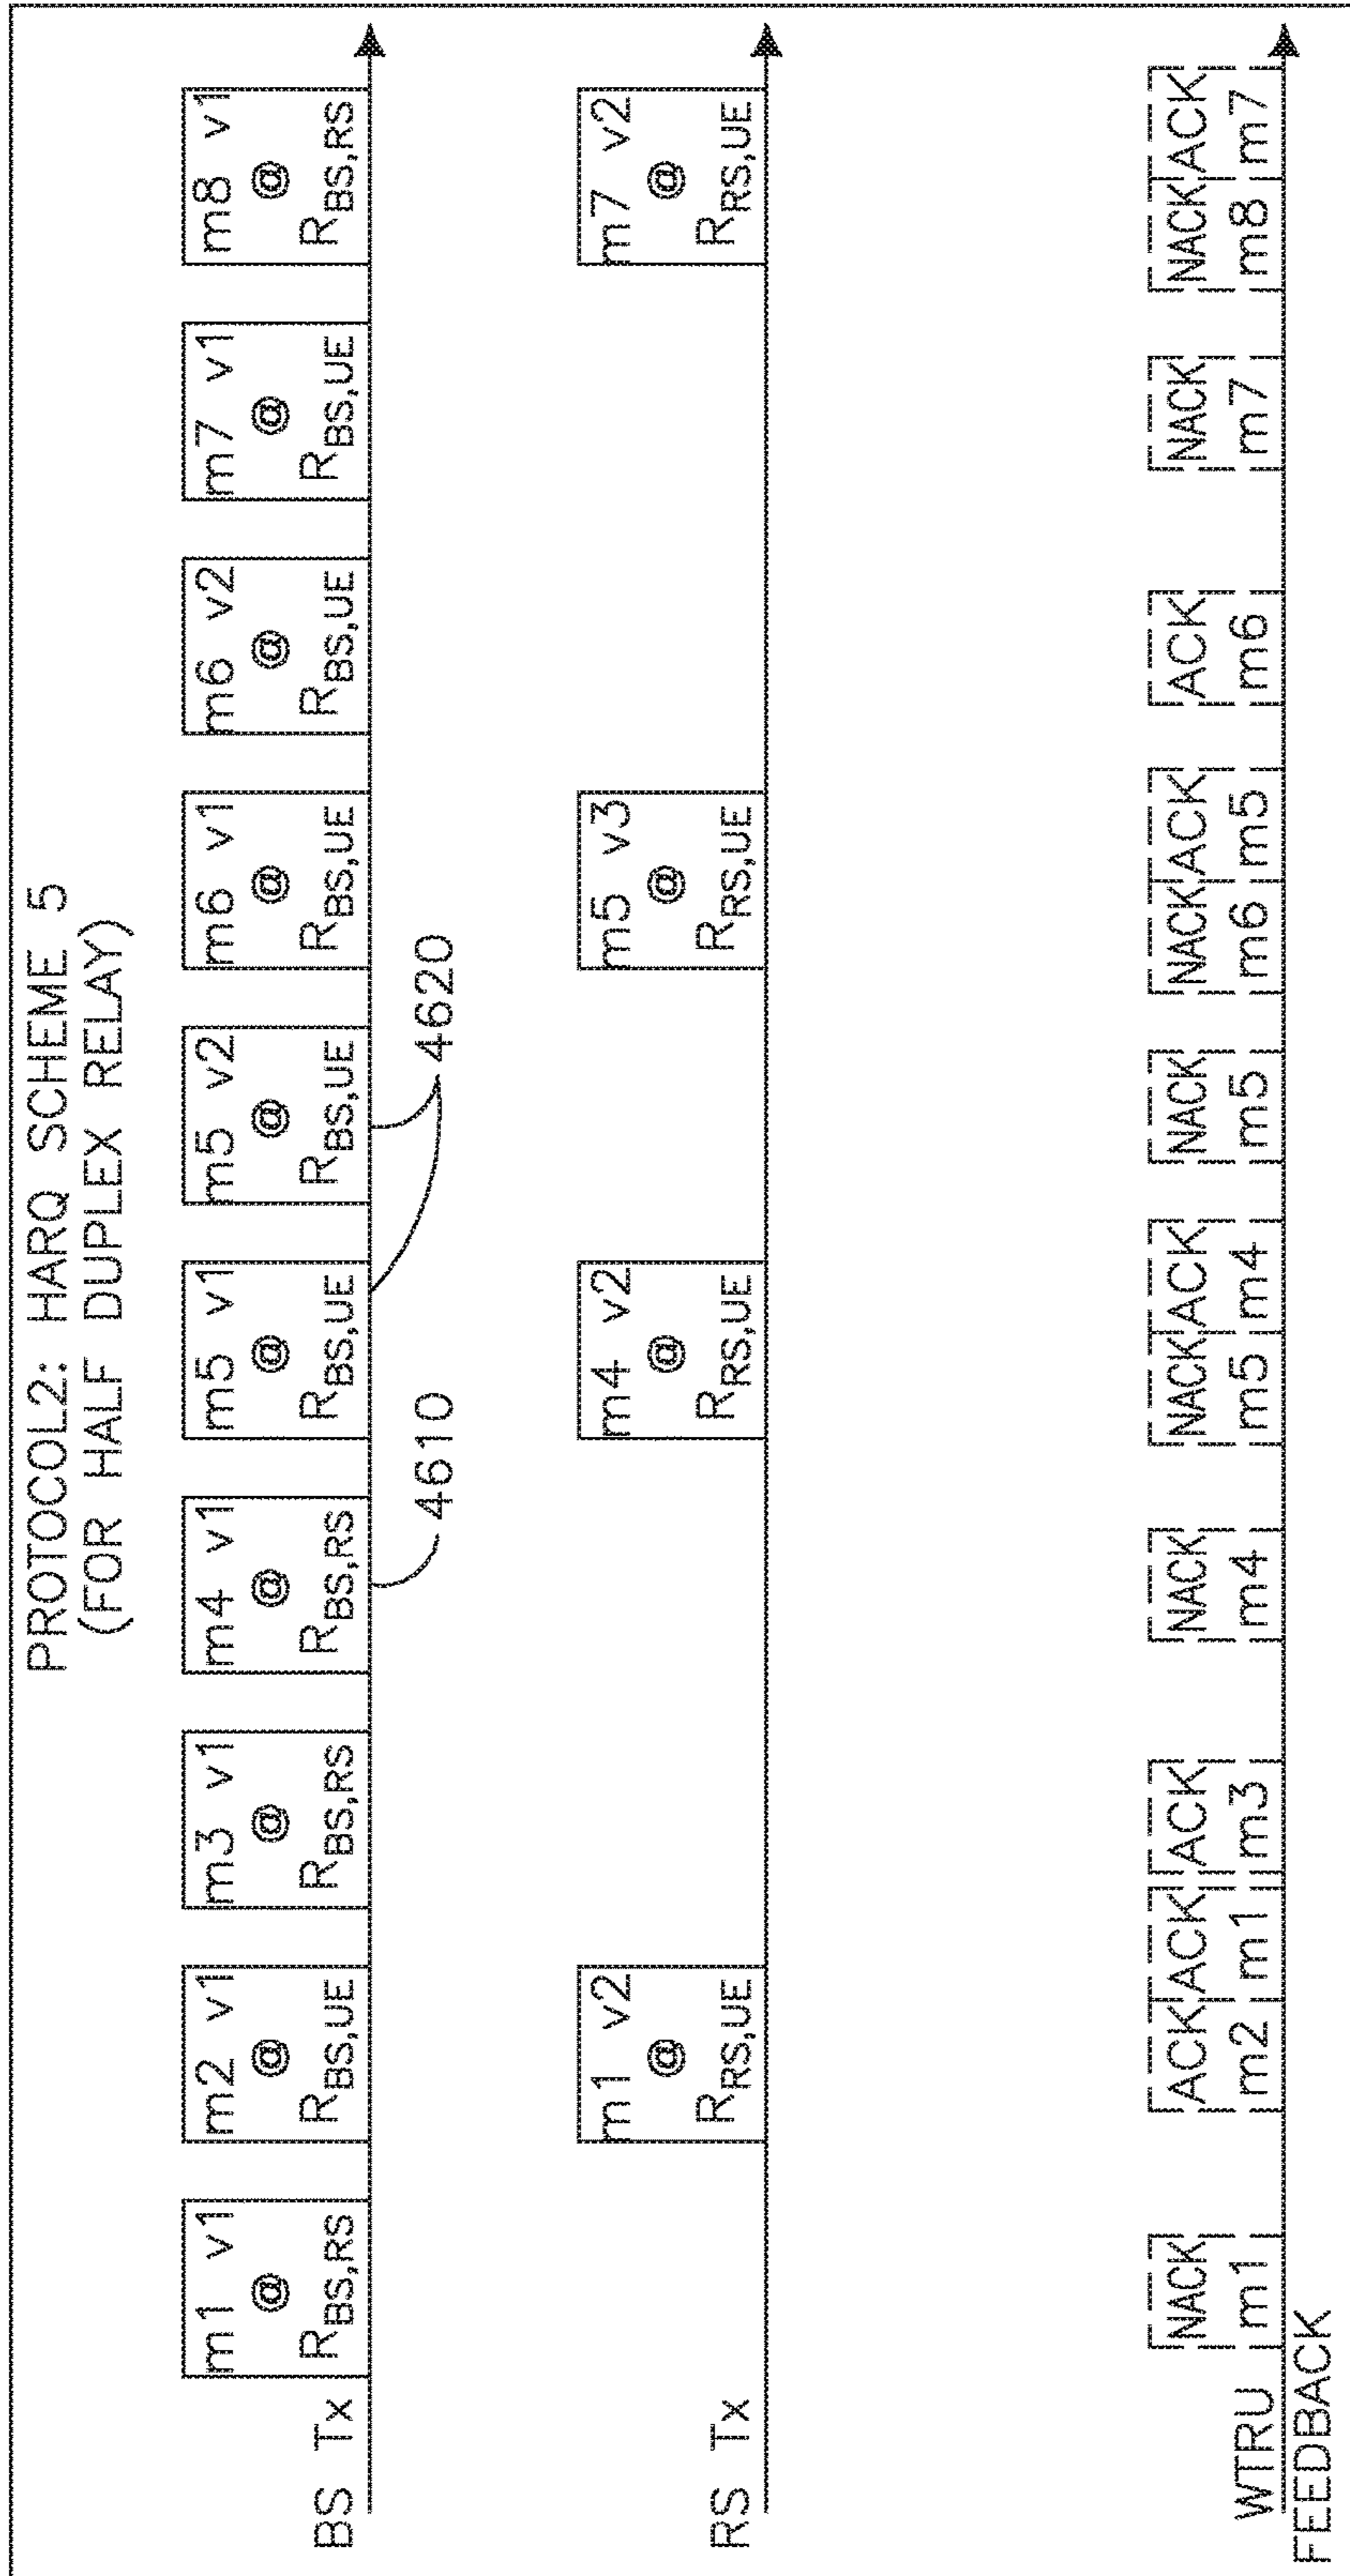 PROTOCOL2: HARQ SCHEME 5
(FOR HALF DUPLEX RELAY)
m1 v1 m2 v1 m3 v1 m4 v1 m5 v1 m5 v2 m6 v1 m6 v2 m7 v1 m8 v1
@ @ @ @ @ @ @ @ @ @
BS Tx RBS,RS RBS,UE RBS,RS RBS,RS RBS,UE RBS,UE RBS,UE RBS,UE RBS,UE RBS,RS
4610 4620
m1 v2 m4 v2 m5 v3 m7 v2
@ @ @ @
RS Tx RRS,UE RRS,UE RRS,UE RRS,UE
NACK ACK ACK ACK NACK NACK ACK NACK NACK ACK ACK NACK NACK ACK
WTRU m1 m2 m1 m3 m4 m5 m4 m5 m6 m5 m6 m7 m8 m7
FEEDBACK